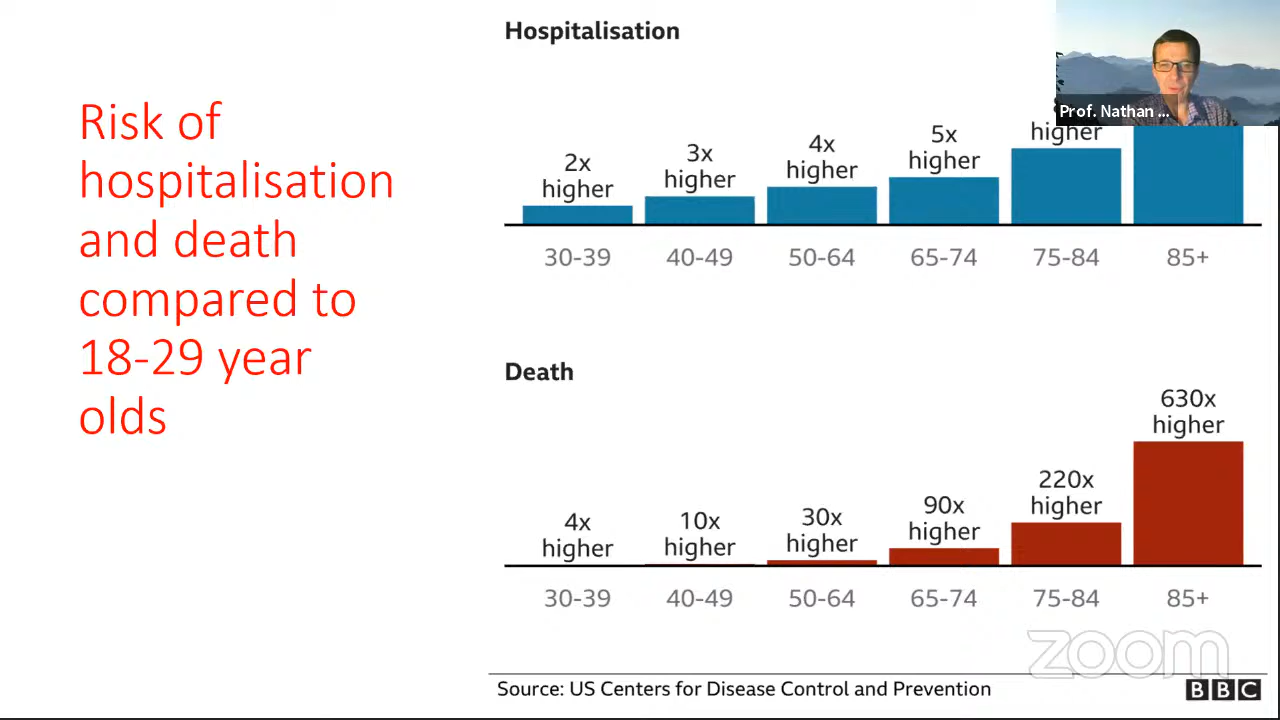 Risk of
hospitalisation
and death
compared to
18-29 year
olds
Hospitalisation
Prof. Nathan ...
2x
higher
3x
higher
4x
higher
5x
higher
higher
30-39
40-49
50-64
65-74
75-84
85+
Death
4x
higher
10x
higher
30x
higher
90x
higher
220x
higher
630x
higher
30-39
40-49
50-64
65-74
75-84
85+
zoom
Source: US Centers for Disease Control and Prevention
BBC